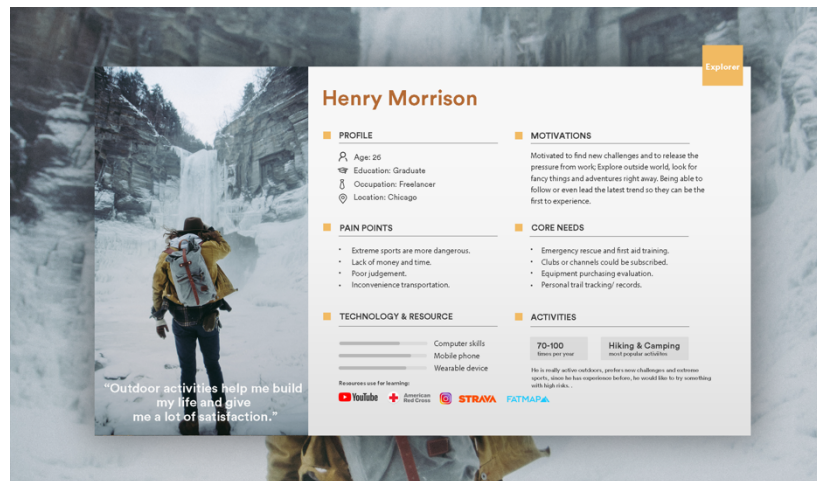 Explorer
Henry Morrison
PROFILE
Age: 26
Education: Graduate
Occupation: Freelancer
Location: Chicago
MOTIVATIONS
Motivated to find new challenges and to release the
pressure from work; Explore outside world, look for
fancy things and adventures right away. Being able to
follow or even lead the latest trend so they can be the
first to experience.
PAIN POINTS
• Extreme sports are more dangerous.
• Lack of money and time.
• Poor judgement.
• Inconvenience transportation.
CORE NEEDS
• Emergency rescue and first aid training.
• Clubs or channels could be subscribed.
• Equipment purchasing evaluation.
• Personal trail tracking/ records.
TECHNOLOGY & RESOURCE
Computer skills
Mobile phone
Wearable device
Resources use for learning:
YouTube
American
Red Cross
STRAVA
FATMAP
ACTIVITIES
70-100
times per year
Hiking & Camping
most popular activities
He is really active outdoors, prefers new challenges and extreme
sports, since he has experience before, he would like to try something
with high risks. .
“Outdoor activities help me build
my life and give
me a lot of satisfaction.”